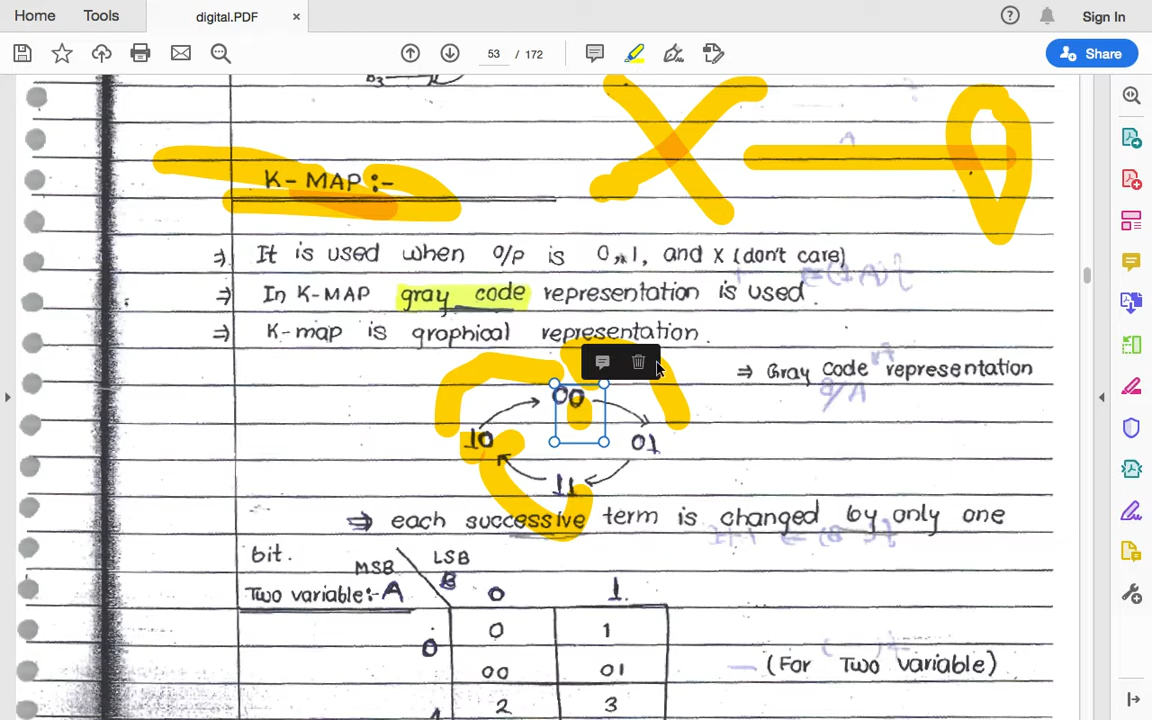 Home Tools digital.PDF × Sign In
53 / 172 Share
K-MAP :-
⇒ It is used when O/P is 0, 1, and X (don't care)
⇒ In K-MAP gray code representation is used.
⇒ K-map is graphical representation.
⇒ Gray Code representation
00
10 01
11
⇒ each successive term is changed by only one
bit.
MSB LSB
Two variable:- A B 0 1
0 0 1
00 01 (For Two variable)
2 3